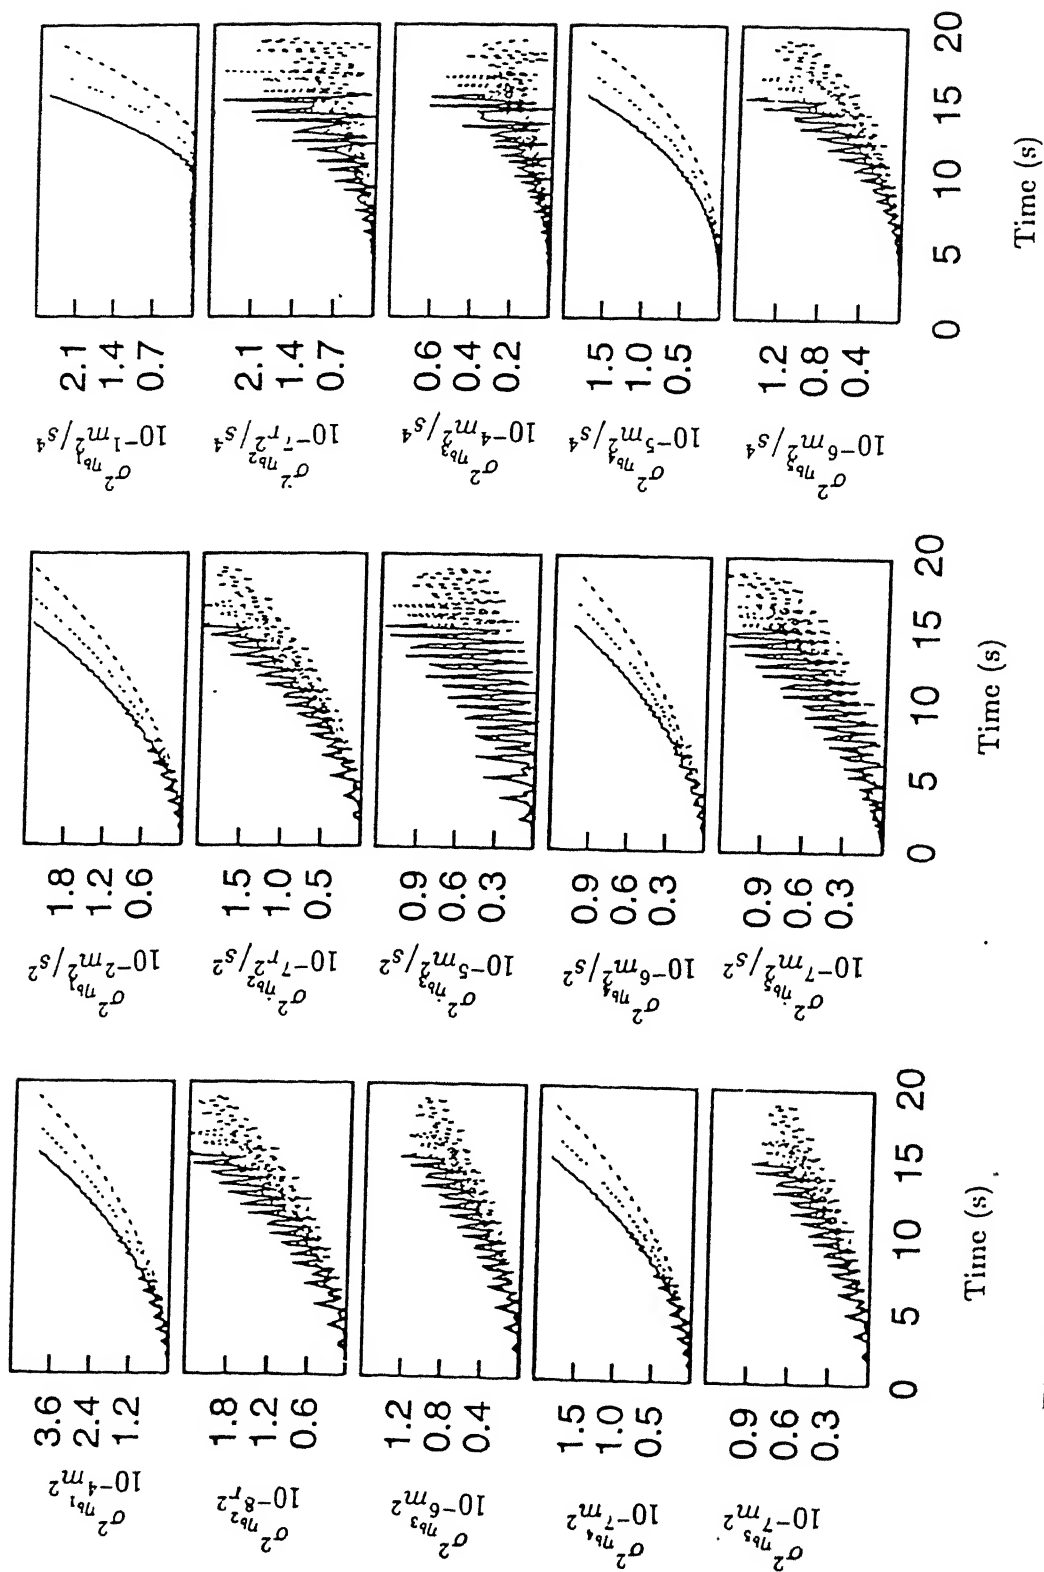 σ²ηb1
10⁻⁴m²
3.6
2.4
1.2
σ²ηb2
10⁻⁸r²
1.8
1.2
0.6
σ²ηb3
10⁻⁶m²
1.2
0.8
0.4
σ²ηb4
10⁻⁷m²
1.5
1.0
0.5
σ²ηb5
10⁻⁷m²
0.9
0.6
0.3
0 5 10 15 20
Time (s)
σ²η̇b1
10⁻²m²/s²
1.8
1.2
0.6
σ²η̇b2
10⁻⁷r²/s²
1.5
1.0
0.5
σ²η̇b3
10⁻⁵m²/s²
0.9
0.6
0.3
σ²η̇b4
10⁻⁶m²/s²
0.9
0.6
0.3
σ²η̇b5
10⁻⁷m²/s²
0.9
0.6
0.3
0 5 10 15 20
Time (s)
σ²η̈b1
10⁻¹m²/s⁴
2.1
1.4
0.7
σ²η̈b2
10⁻⁷r²/s⁴
2.1
1.4
0.7
σ²η̈b3
10⁻⁴m²/s⁴
0.6
0.4
0.2
σ²η̈b4
10⁻⁵m²/s⁴
1.5
1.0
0.5
σ²η̈b5
10⁻⁶m²/s⁴
1.2
0.8
0.4
0 5 10 15 20
Time (s)